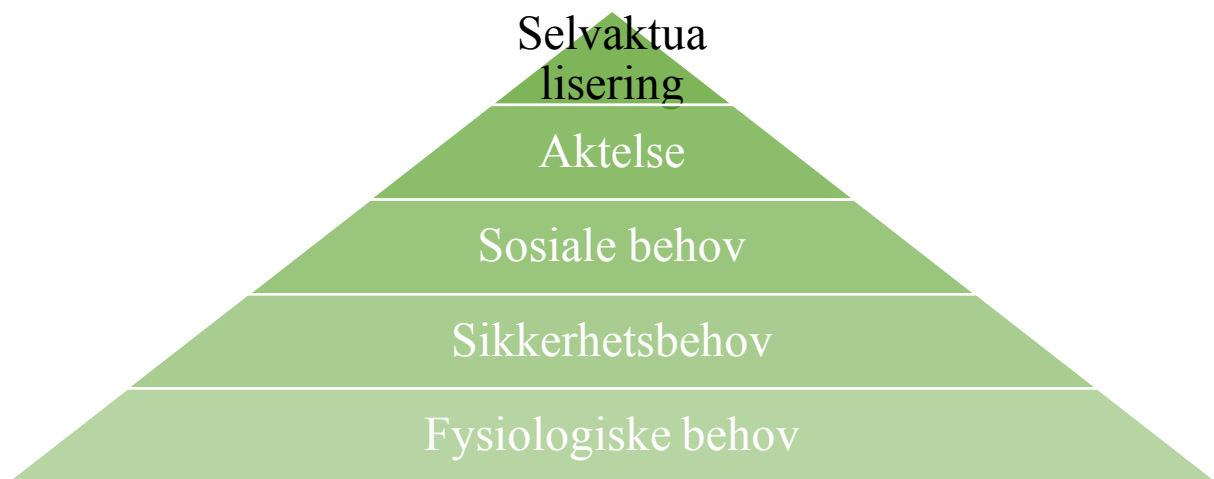 Selvaktua
lisering
Aktelse
Sosiale behov
Sikkerhetsbehov
Fysiologiske behov